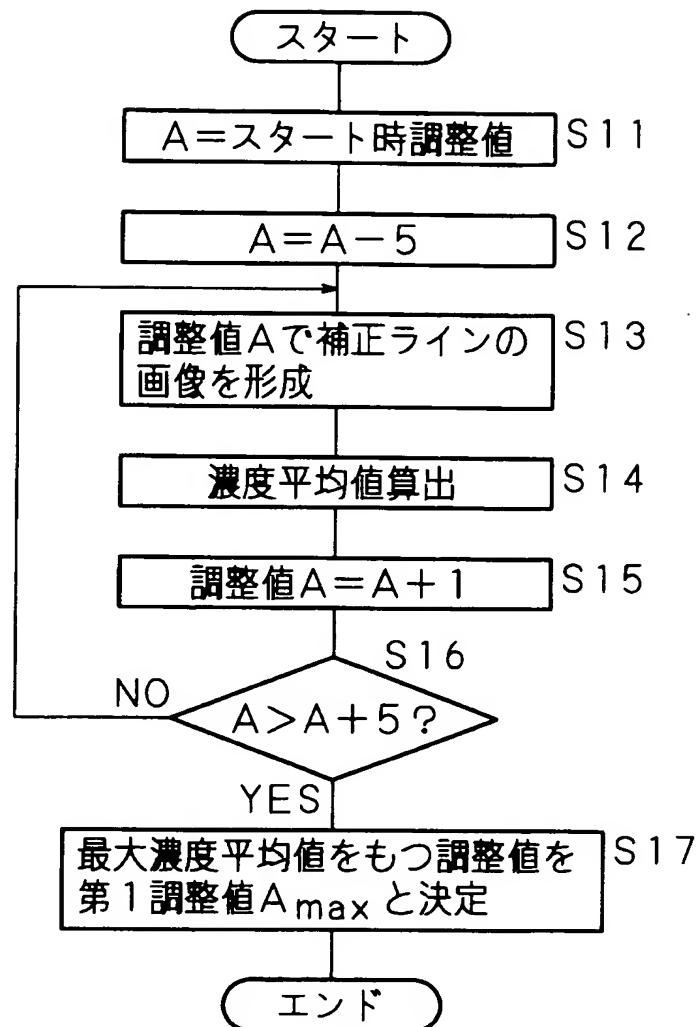 スタート
A=スタート時調整値 S11
A=A-5 S12
調整値Aで補正ラインの S13
画像を形成
濃度平均値算出 S14
調整値A=A+1 S15
S16
NO
A>A+5?
YES
最大濃度平均値をもつ調整値を S17
第1調整値Amaxと決定
エンド